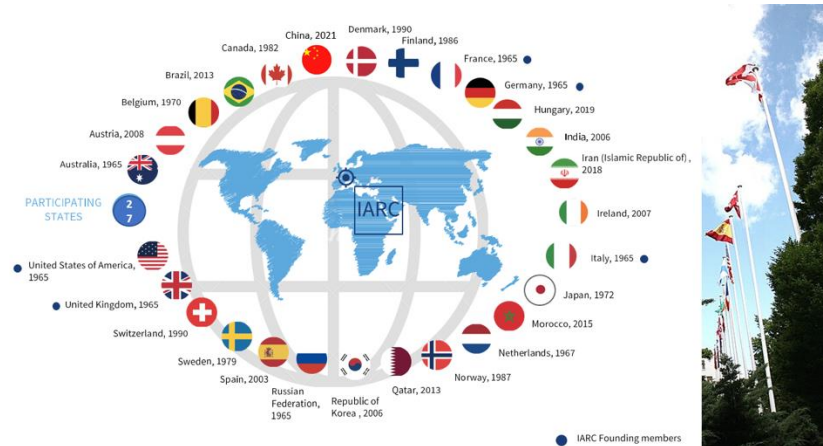 China, 2021
Denmark, 1990
Finland, 1986
France, 1965
Germany, 1965
Hungary, 2019
India, 2006
Iran (Islamic Republic of) ,
2018
Ireland, 2007
Italy, 1965
Japan, 1972
Morocco, 2015
Netherlands, 1967
Norway, 1987
Qatar, 2013
Republic of
Korea , 2006
Russian
Federation,
1965
Spain, 2003
Sweden, 1979
Switzerland, 1990
United Kingdom, 1965
United States of America,
1965
PARTICIPATING
STATES
2
7
Australia, 1965
Austria, 2008
Belgium, 1970
Brazil, 2013
Canada, 1982
IARC
IARC Founding members